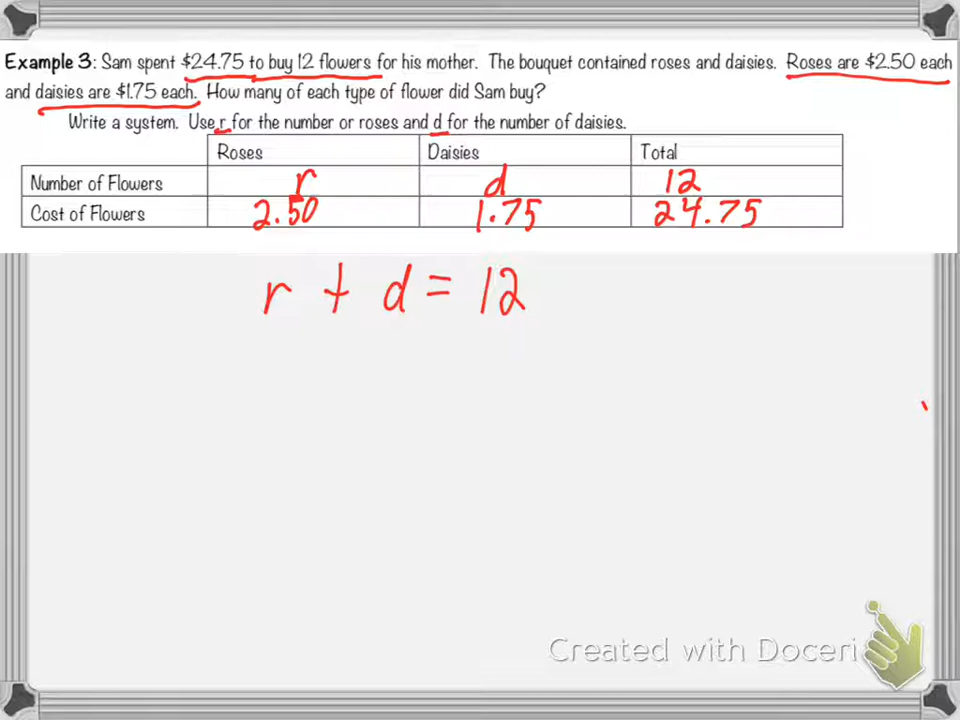 Example 3: Sam spent $24.75 to buy 12 flowers for his mother. The bouquet contained roses and daisies. Roses are $2.50 each
and daisies are $1.75 each. How many of each type of flower did Sam buy?
Write a system. Use r for the number or roses and d for the number of daisies.
Roses Daisies Total
Number of Flowers r d 12
Cost of Flowers 2.50 1.75 24.75
r + d = 12
Created with Doceri